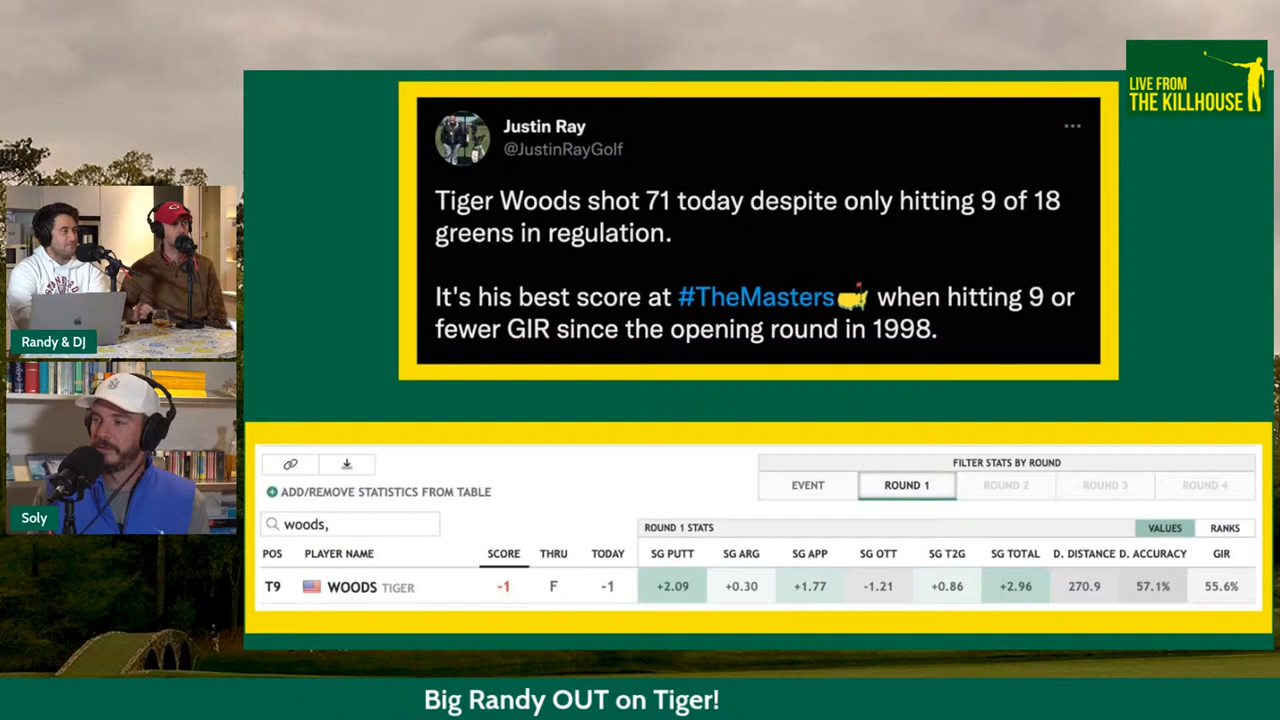 LIVE FROM
THE KILLHOUSE
Justin Ray
@JustinRayGolf
Tiger Woods shot 71 today despite only hitting 9 of 18
greens in regulation.
It's his best score at #TheMasters when hitting 9 or
fewer GIR since the opening round in 1998.
Randy & DJ
Soly
FILTER STATS BY ROUND
EVENT ROUND 1 ROUND 2 ROUND 3 ROUND 4
ADD/REMOVE STATISTICS FROM TABLE
woods,
ROUND 1 STATS VALUES RANKS
POS PLAYER NAME SCORE THRU TODAY SG PUTT SG ARG SG APP SG OTT SG T2G SG TOTAL D. DISTANCE D. ACCURACY GIR
T9 WOODS TIGER -1 F -1 +2.09 +0.30 +1.77 -1.21 +0.86 +2.96 270.9 57.1% 55.6%
Big Randy OUT on Tiger!